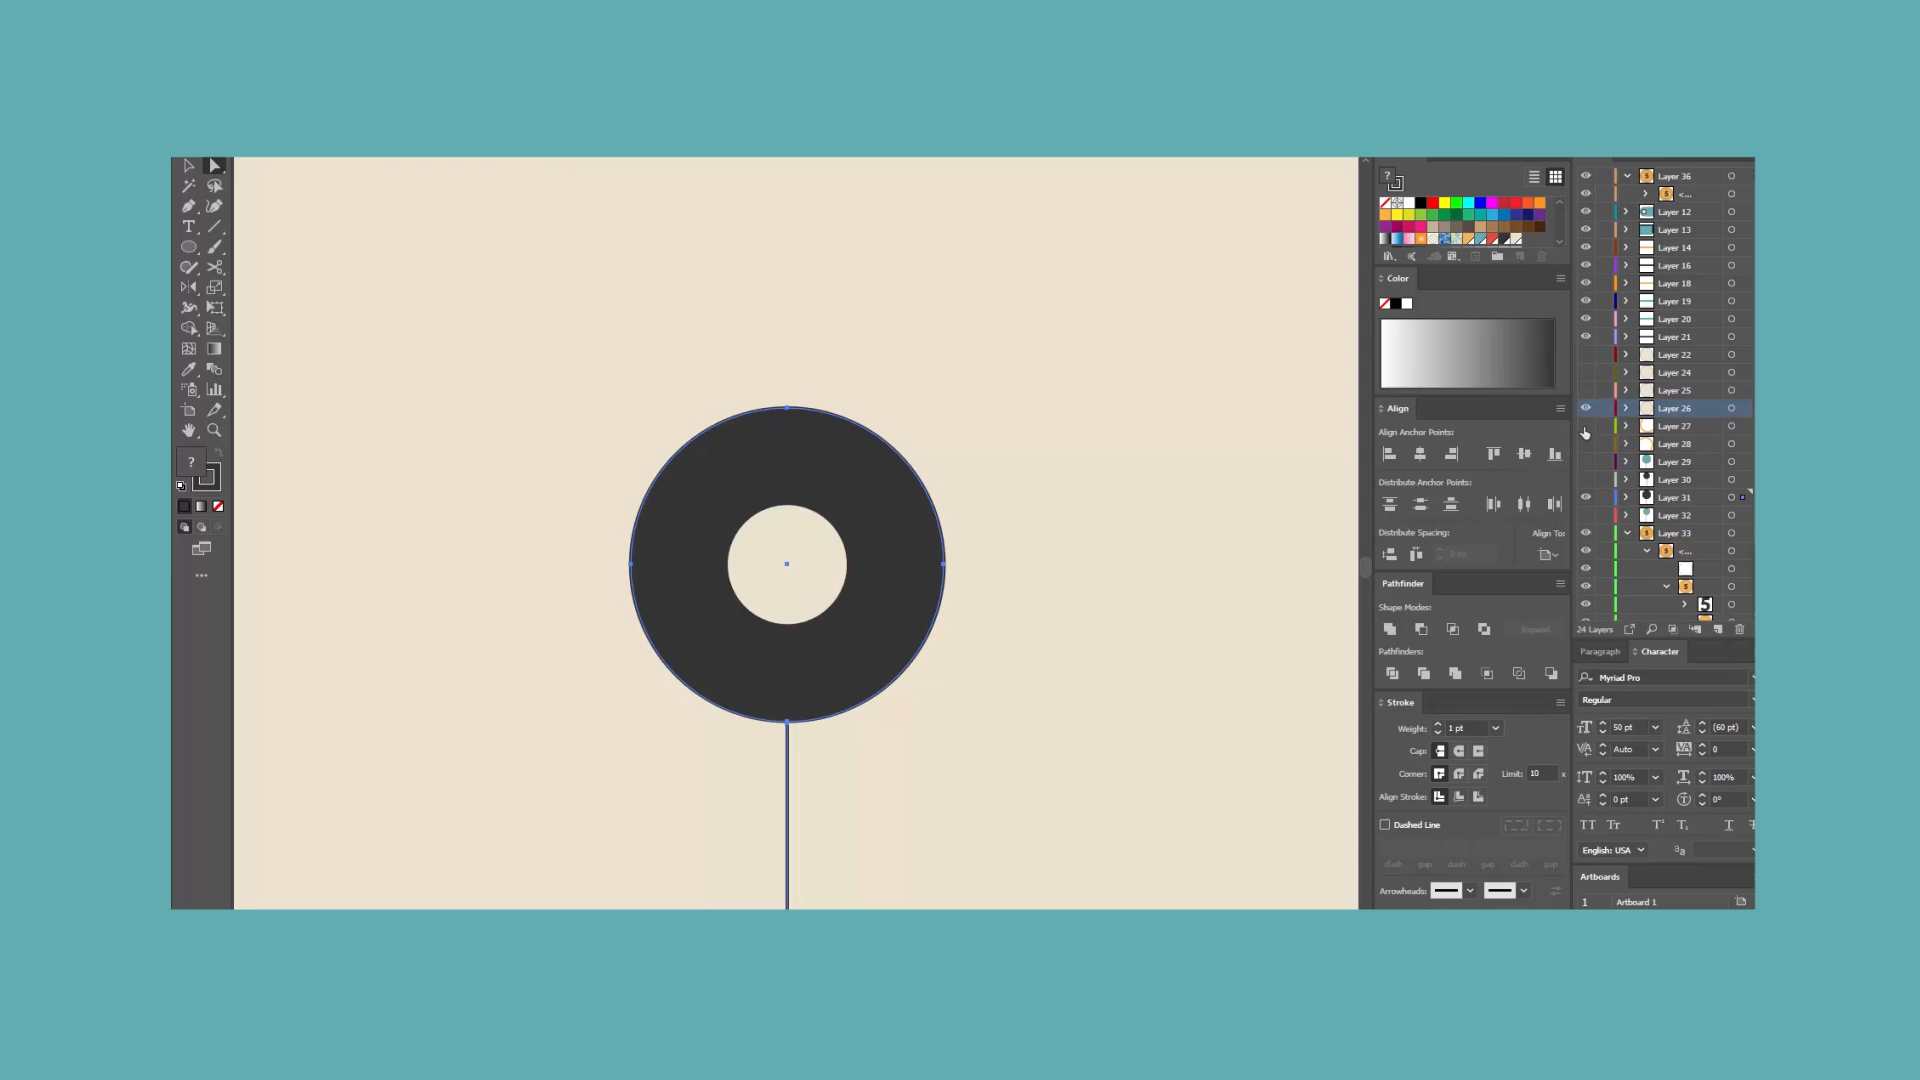 Layer 36
<...
Layer 12
Layer 13
Layer 14
Layer 16
Layer 18
Layer 19
Layer 20
Layer 21
Layer 22
Layer 24
Layer 25
Layer 26
Layer 27
Layer 28
Layer 29
Layer 30
Layer 31
Layer 32
Layer 33
<...
5
24 Layers
?
T
?
Color
Align
Align Anchor Points:
Distribute Anchor Points:
Distribute Spacing:
Align To:
Pathfinder
Shape Modes:
Expand
Pathfinders:
Stroke
Weight:
1 pt
Cap:
Corner:
Limit:
10
x
Align Stroke:
Dashed Line
dash
gap
dash
gap
dash
gap
Arrowheads:
Paragraph
Character
Myriad Pro
Regular
50 pt
(60 pt)
Auto
0
100%
100%
0 pt
0°
English: USA
Artboards
1
Artboard 1